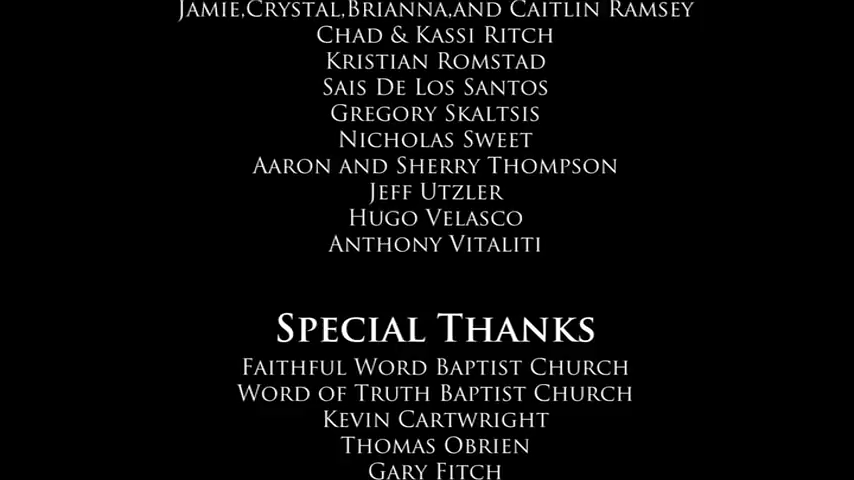 Jamie,Crystal,Brianna,and Caitlin Ramsey
Chad & Kassi Ritch
Kristian Romstad
Sais De Los Santos
Gregory Skaltsis
Nicholas Sweet
Aaron and Sherry Thompson
Jeff Utzler
Hugo Velasco
Anthony Vitaliti
Special Thanks
Faithful Word Baptist Church
Word of Truth Baptist Church
Kevin Cartwright
Thomas Obrien
Gary Fitch